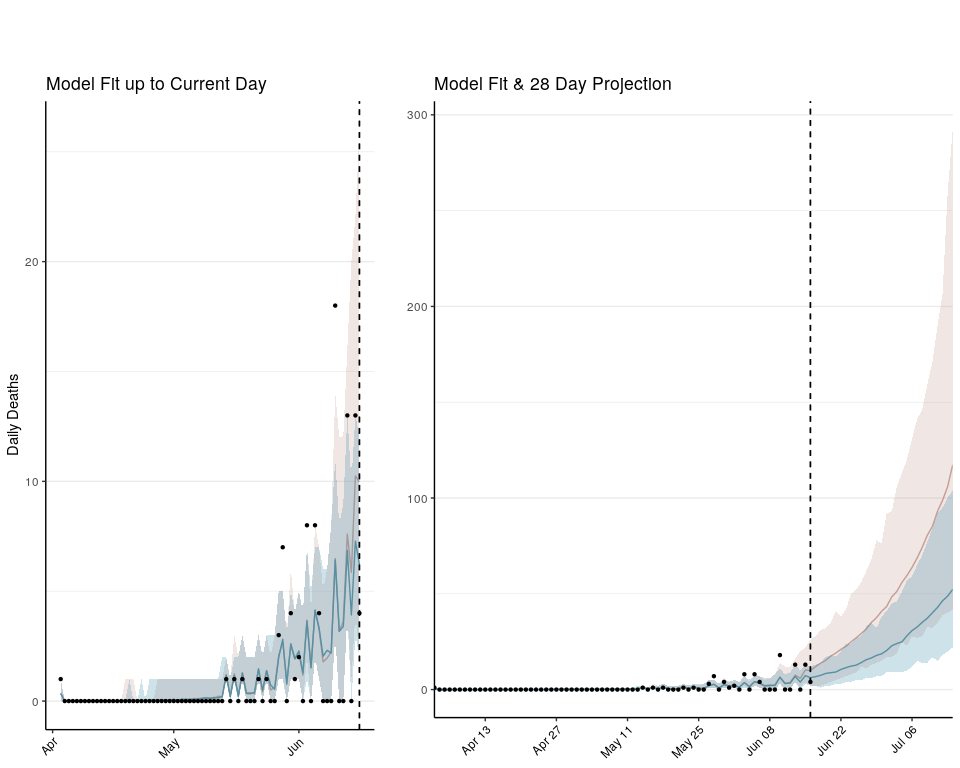 Model Fit up to Current Day
Daily Deaths
20
10
0
Apr
May
Jun
Model Fit & 28 Day Projection
300
200
100
0
Apr 13
Apr 27
May 11
May 25
Jun 08
Jun 22
Jul 06